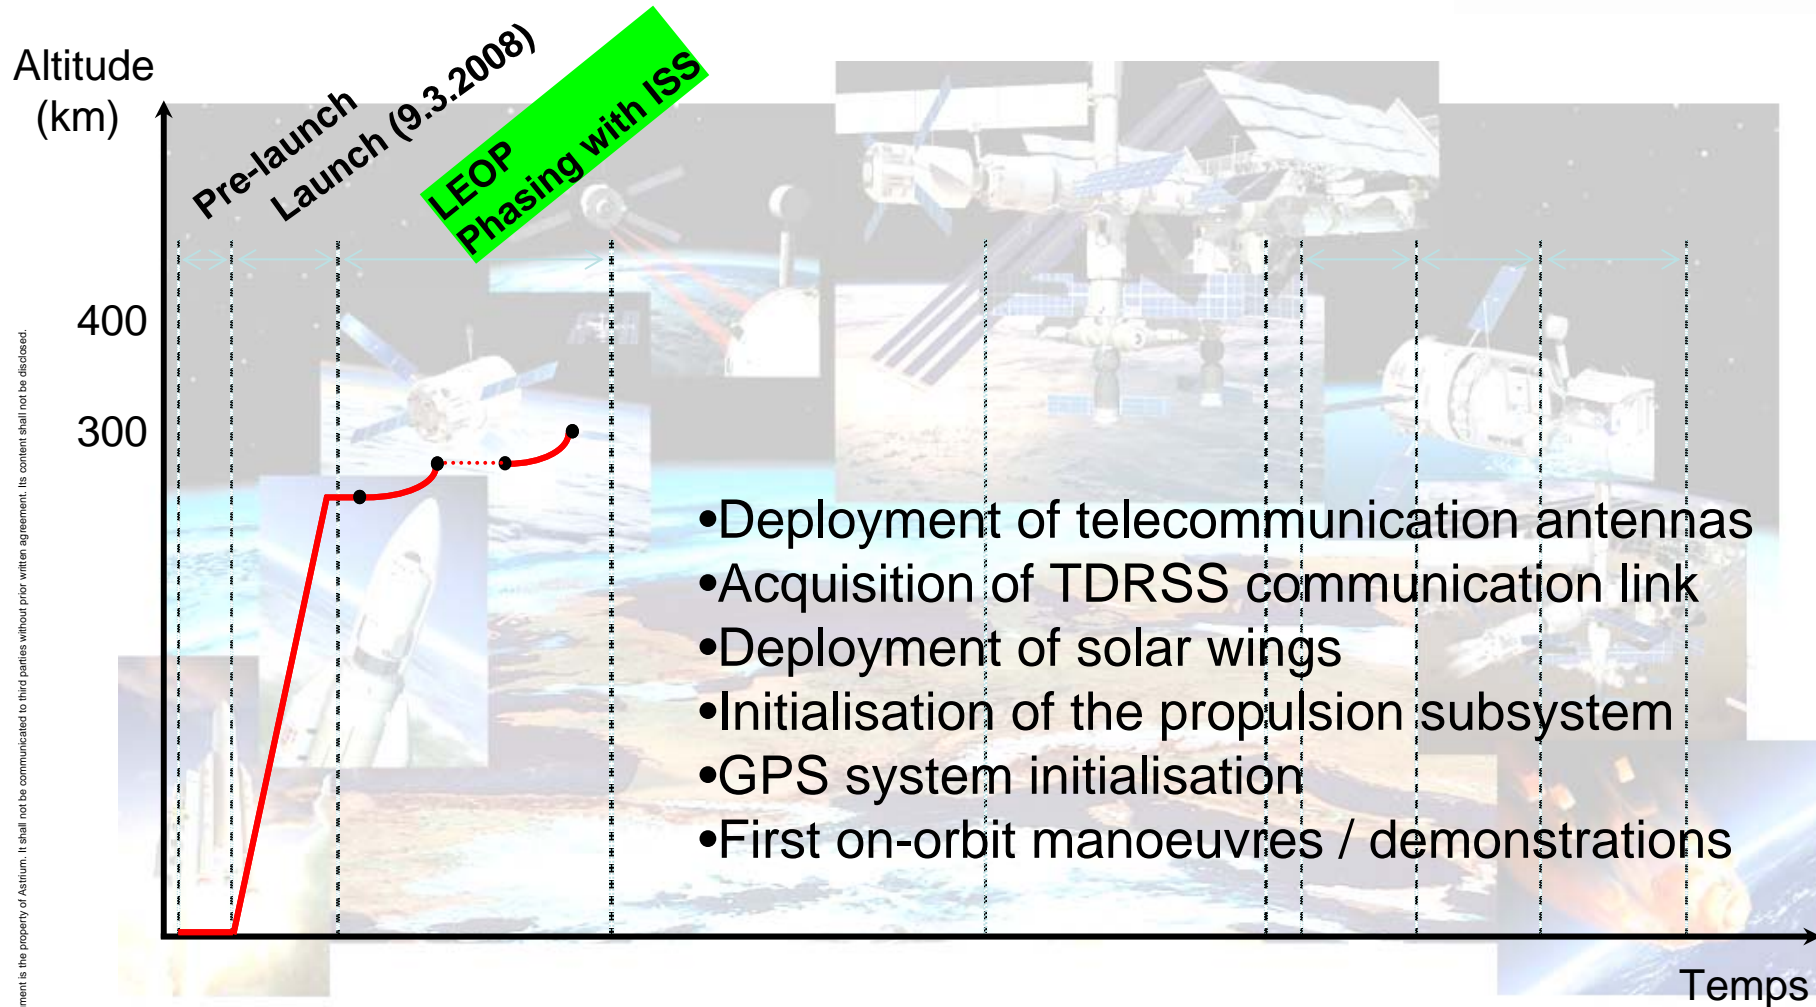 Altitude
(km)
Pre-launch
Launch (9.3.2008)
LEOP
Phasing with ISS
400
300
•Deployment of telecommunication antennas
•Acquisition of TDRSS communication link
•Deployment of solar wings
•Initialisation of the propulsion subsystem
•GPS system initialisation
•First on-orbit manoeuvres / demonstrations
Temps
ment is the property of Astrium. It shall not be communicated to third parties without prior written agreement. Its content shall not be disclosed.